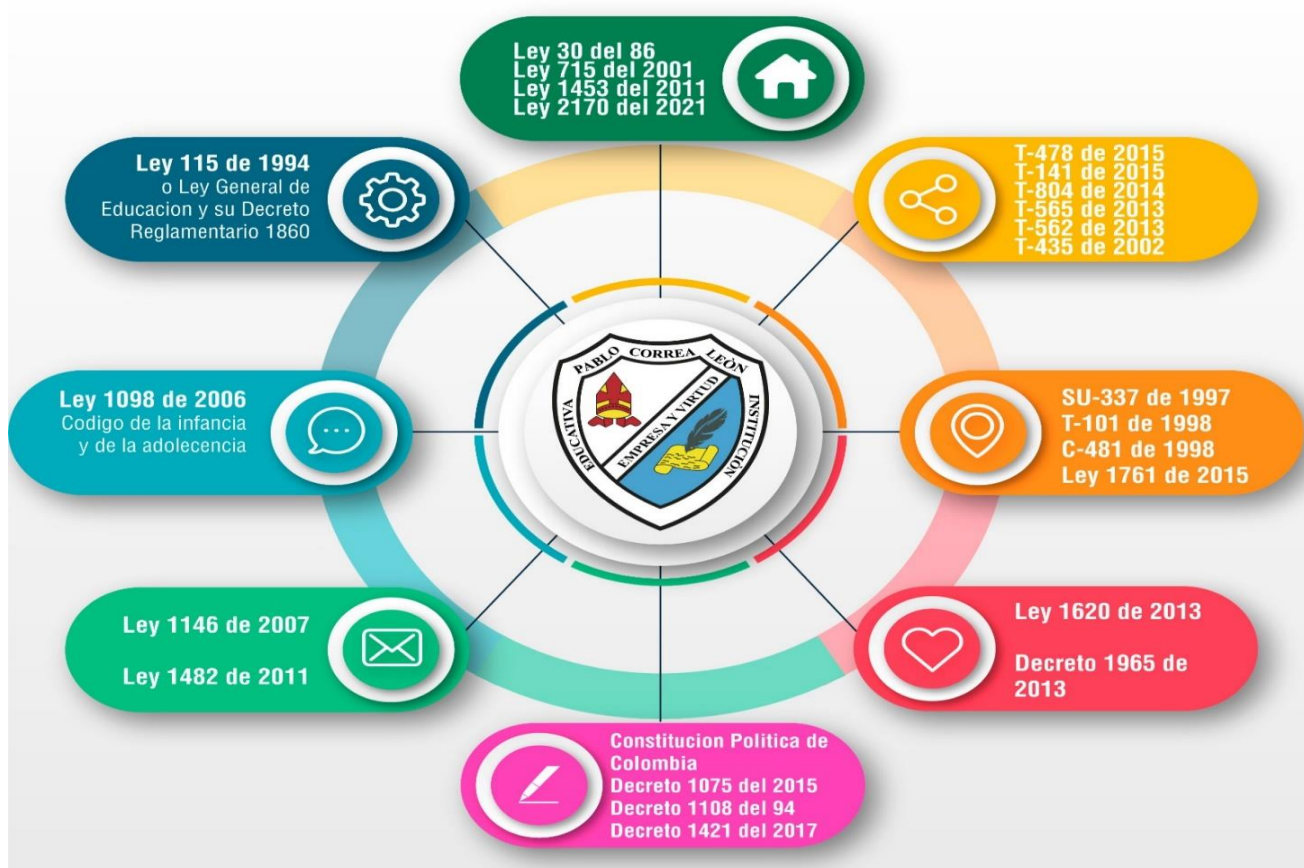 Ley 30 del 86
Ley 715 del 2001
Ley 1453 del 2011
Ley 2170 del 2021
Ley 115 de 1994
o Ley General de
Educacion y su Decreto
Reglamentario 1860
T-478 de 2015
T-141 de 2015
T-804 de 2014
T-565 de 2013
T-562 de 2013
T-435 de 2002
PABLO CORREA LEÒN
EDUCATIVA
EMPRESA Y VIRTUD
INSTITUCIÓN
Ley 1098 de 2006
Codigo de la infancia
y de la adolecencia
SU-337 de 1997
T-101 de 1998
C-481 de 1998
Ley 1761 de 2015
Ley 1146 de 2007
Ley 1482 de 2011
Ley 1620 de 2013
Decreto 1965 de
2013
Constitucion Politica de
Colombia
Decreto 1075 del 2015
Decreto 1108 del 94
Decreto 1421 del 2017